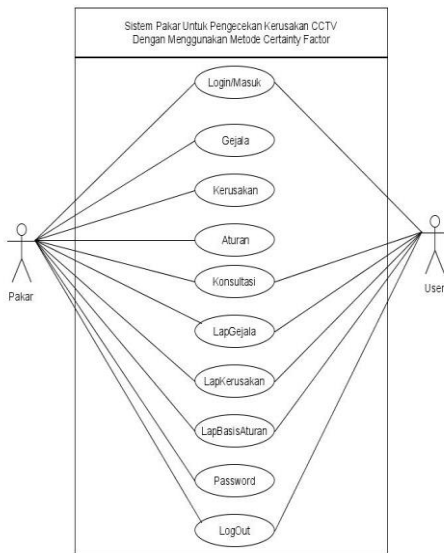 Sistem Pakar Untuk Pengecekan Kerusakan CCTV
Dengan Menggunakan Metode Certainty Factor
Login/Masuk
Gejala
Kerusakan
Aturan
Konsultasi
LapGejala
LapKerusakan
LapBasisAturan
Password
LogOut
Pakar
User